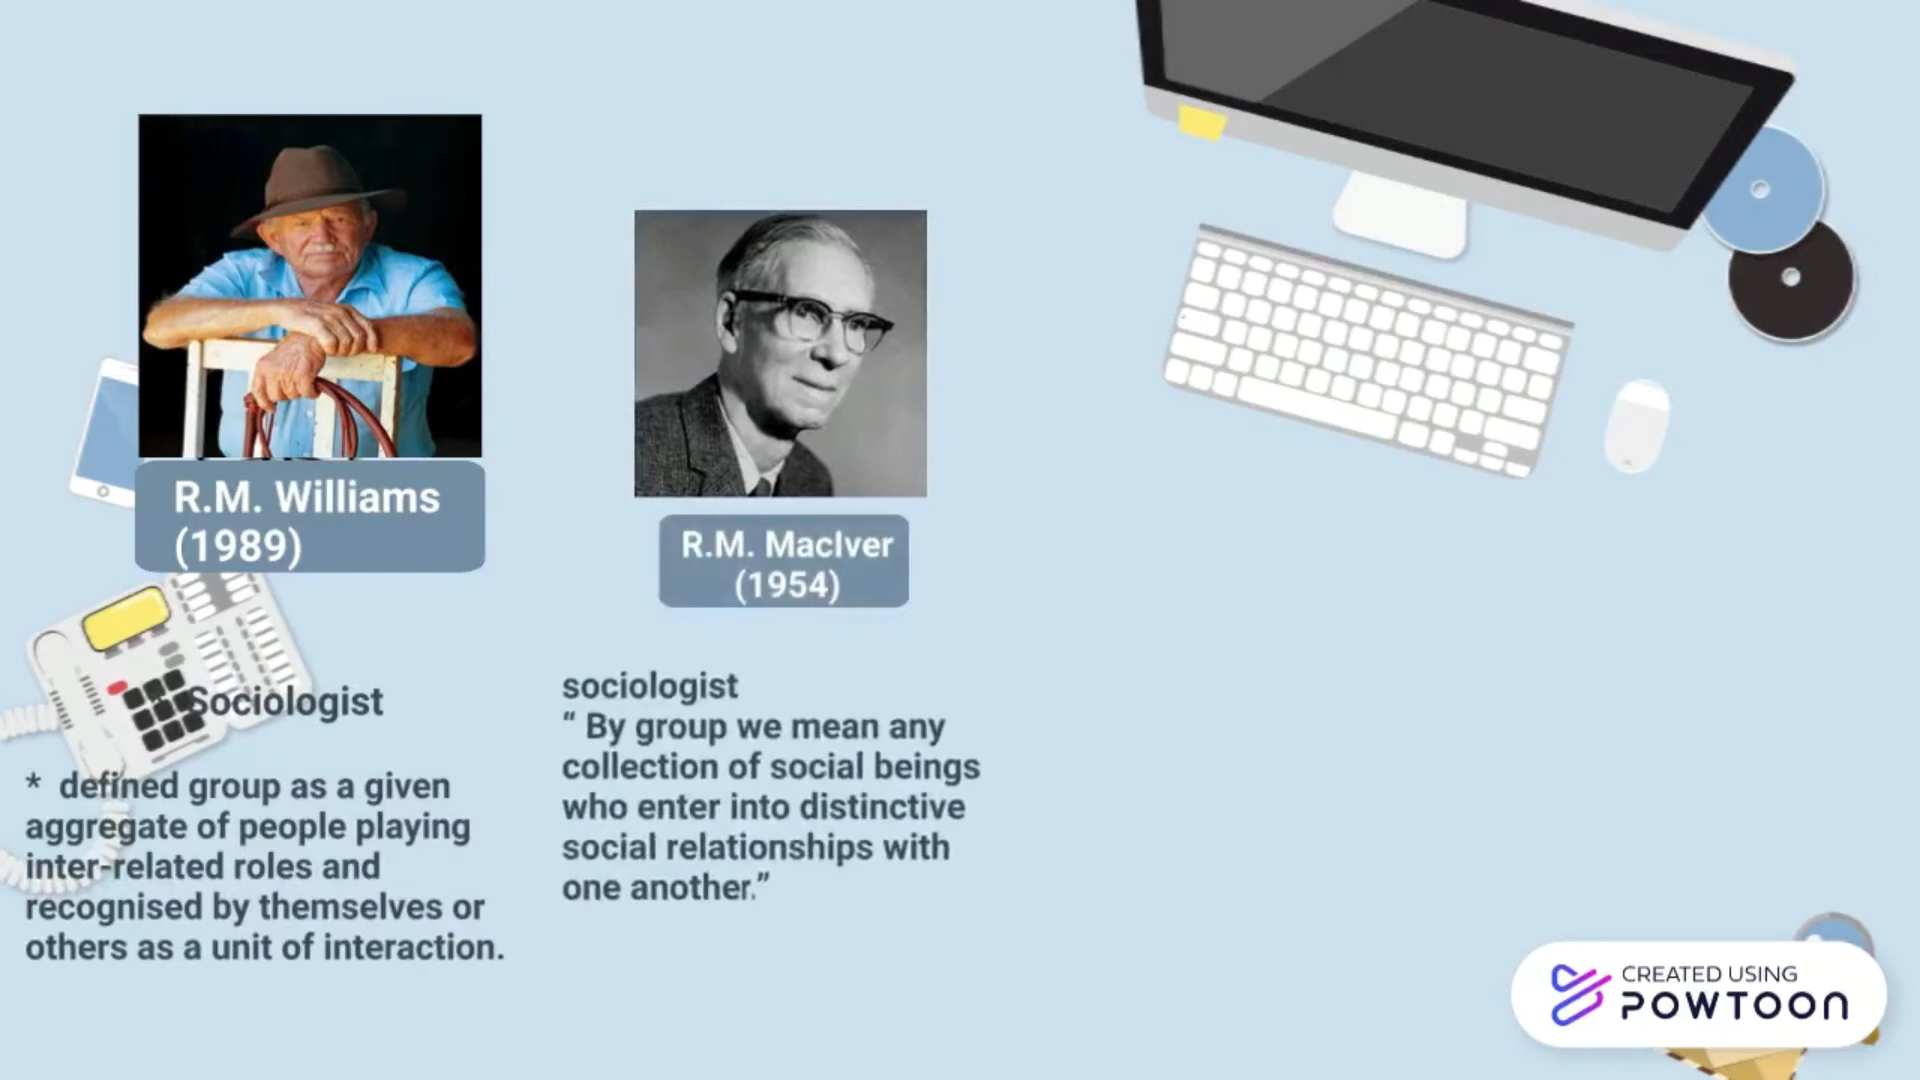 R.M. Williams
(1989)
Sociologist
* defined group as a given
aggregate of people playing
inter-related roles and
recognised by themselves or
others as a unit of interaction.
R.M. MacIver
(1954)
sociologist
“ By group we mean any
collection of social beings
who enter into distinctive
social relationships with
one another.”
CREATED USING
POWTOON